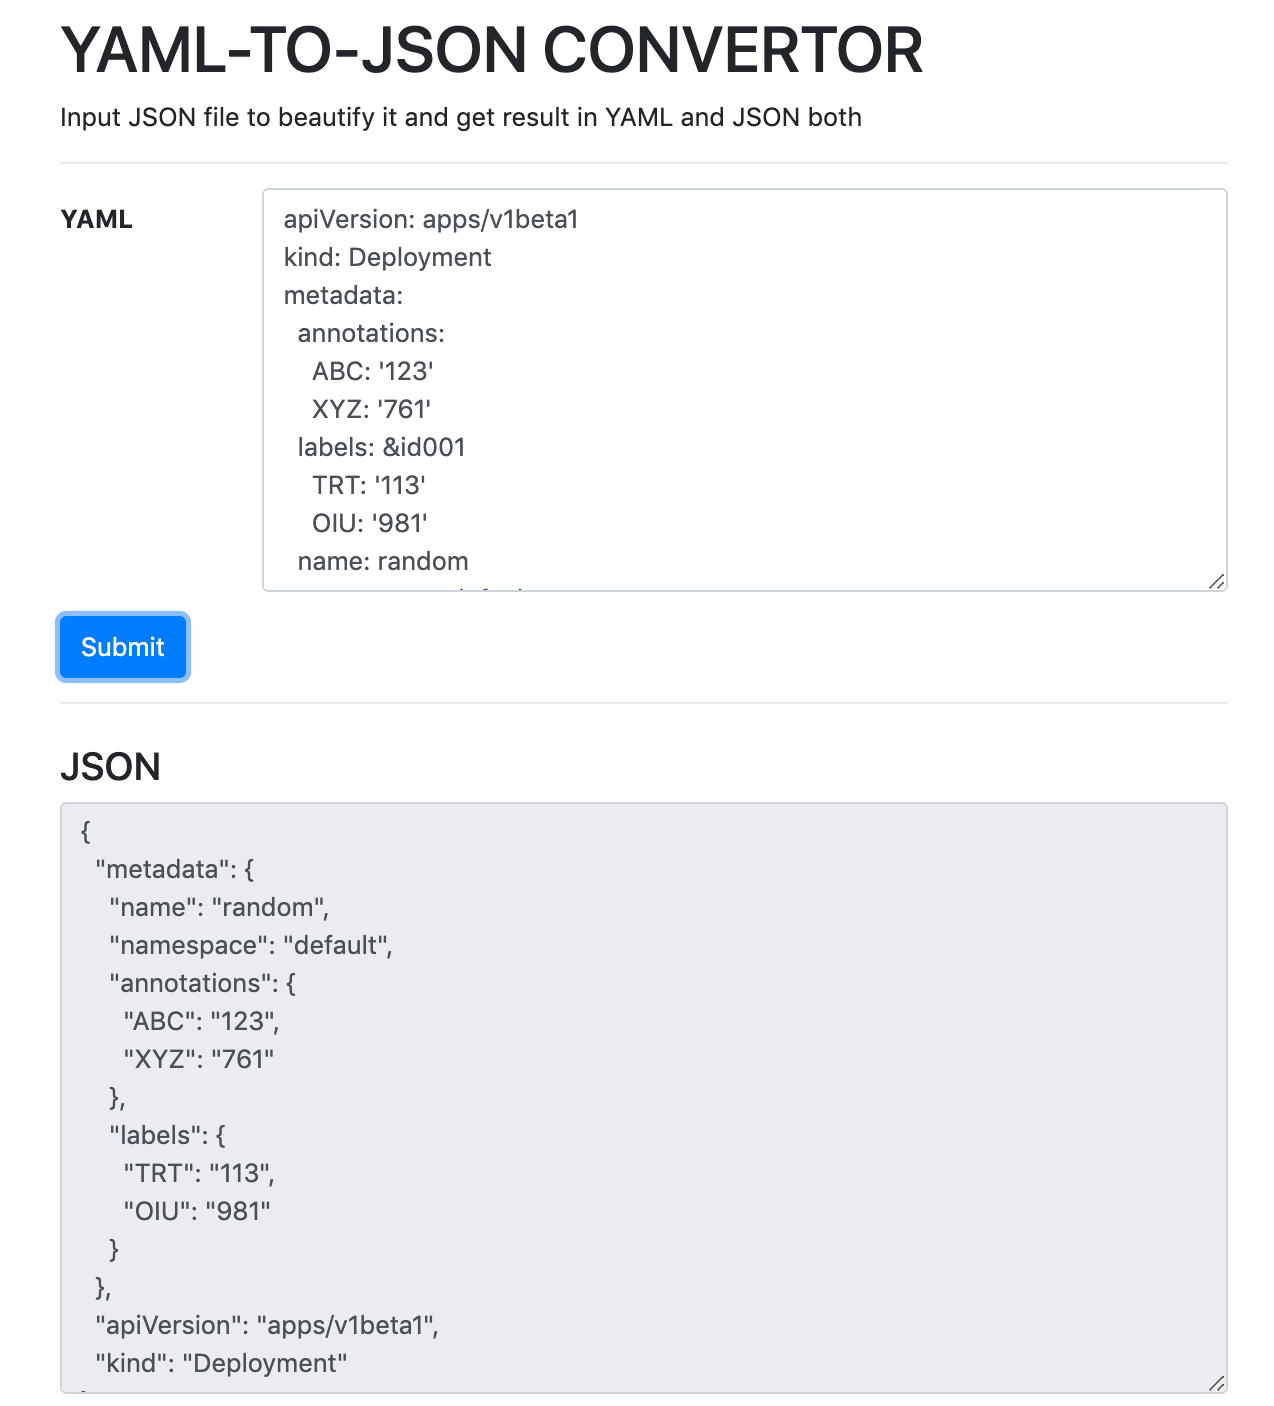 YAML-TO-JSON CONVERTOR
Input JSON file to beautify it and get result in YAML and JSON both
YAML
apiVersion: apps/v1beta1
kind: Deployment
metadata:
  annotations:
    ABC: '123'
    XYZ: '761'
  labels: &id001
    TRT: '113'
    OIU: '981'
  name: random
Submit
JSON
{
  "metadata": {
    "name": "random",
    "namespace": "default",
    "annotations": {
      "ABC": "123",
      "XYZ": "761"
    },
    "labels": {
      "TRT": "113",
      "OIU": "981"
    }
  },
  "apiVersion": "apps/v1beta1",
  "kind": "Deployment"